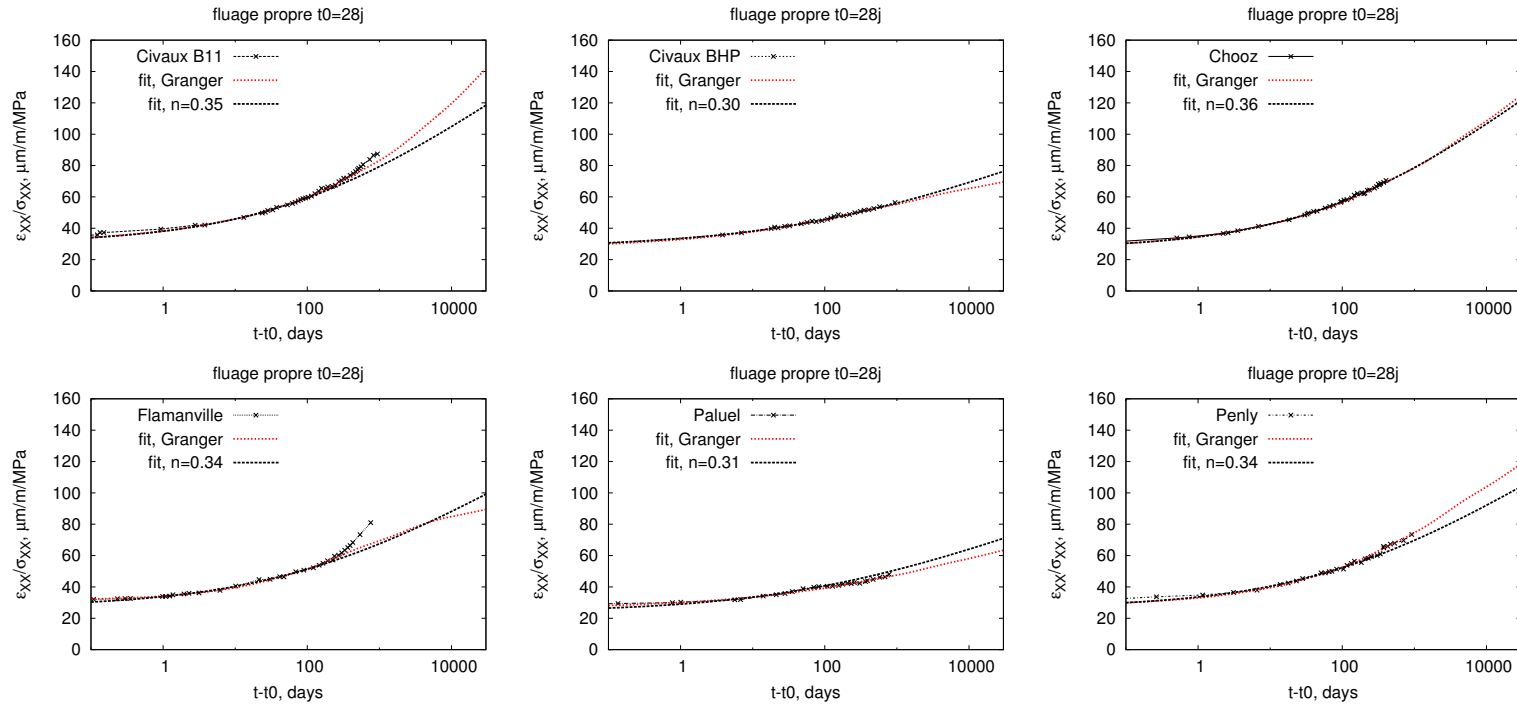 fluage propre t0=28j
160
140
120
100
80
60
40
20
0
1
100
10000
εXX/σXX, μm/m/MPa
t-t0, days
Civaux B11
fit, Granger
fit, n=0.35
fluage propre t0=28j
160
140
120
100
80
60
40
20
0
1
100
10000
εXX/σXX, μm/m/MPa
t-t0, days
Civaux BHP
fit, Granger
fit, n=0.30
fluage propre t0=28j
160
140
120
100
80
60
40
20
0
1
100
10000
εXX/σXX, μm/m/MPa
t-t0, days
Chooz
fit, Granger
fit, n=0.36
fluage propre t0=28j
160
140
120
100
80
60
40
20
0
1
100
10000
εXX/σXX, μm/m/MPa
t-t0, days
Flamanville
fit, Granger
fit, n=0.34
fluage propre t0=28j
160
140
120
100
80
60
40
20
0
1
100
10000
εXX/σXX, μm/m/MPa
t-t0, days
Paluel
fit, Granger
fit, n=0.31
fluage propre t0=28j
160
140
120
100
80
60
40
20
0
1
100
10000
εXX/σXX, μm/m/MPa
t-t0, days
Penly
fit, Granger
fit, n=0.34